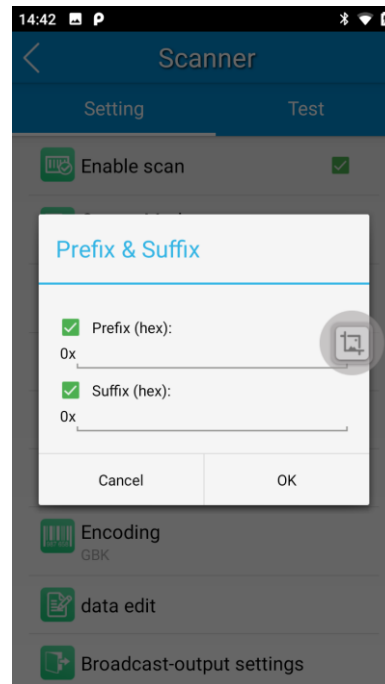 14:42
Scanner
Setting Test
Enable scan
Prefix & Suffix
Prefix (hex):
0x
Suffix (hex):
0x
Cancel OK
Encoding
GBK
data edit
Broadcast-output settings